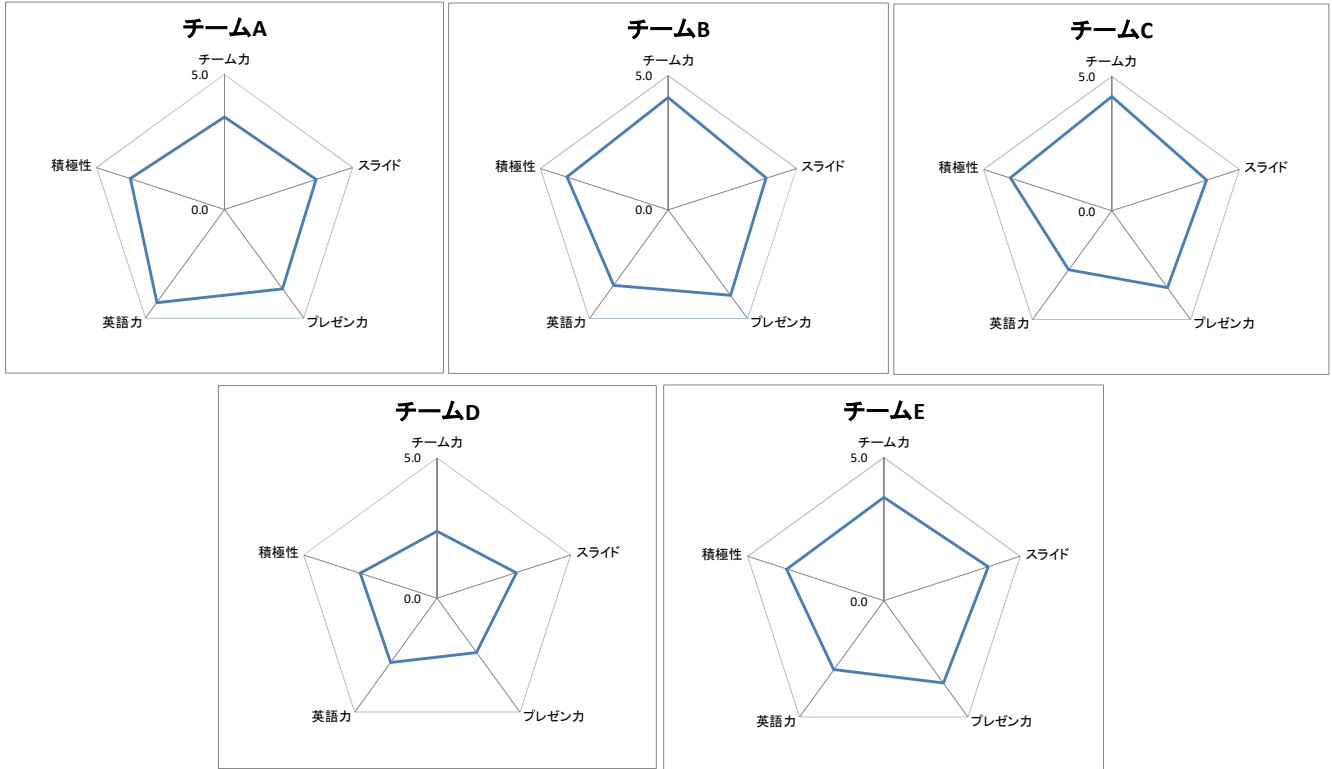 チームA
チーム力
5.0
積極性
スライド
0.0
英語力
プレゼン力
チームB
チーム力
5.0
積極性
スライド
0.0
英語力
プレゼン力
チームC
チーム力
5.0
積極性
スライド
0.0
英語力
プレゼン力
チームD
チーム力
5.0
積極性
スライド
0.0
英語力
プレゼン力
チームE
チーム力
5.0
積極性
スライド
0.0
英語力
プレゼン力